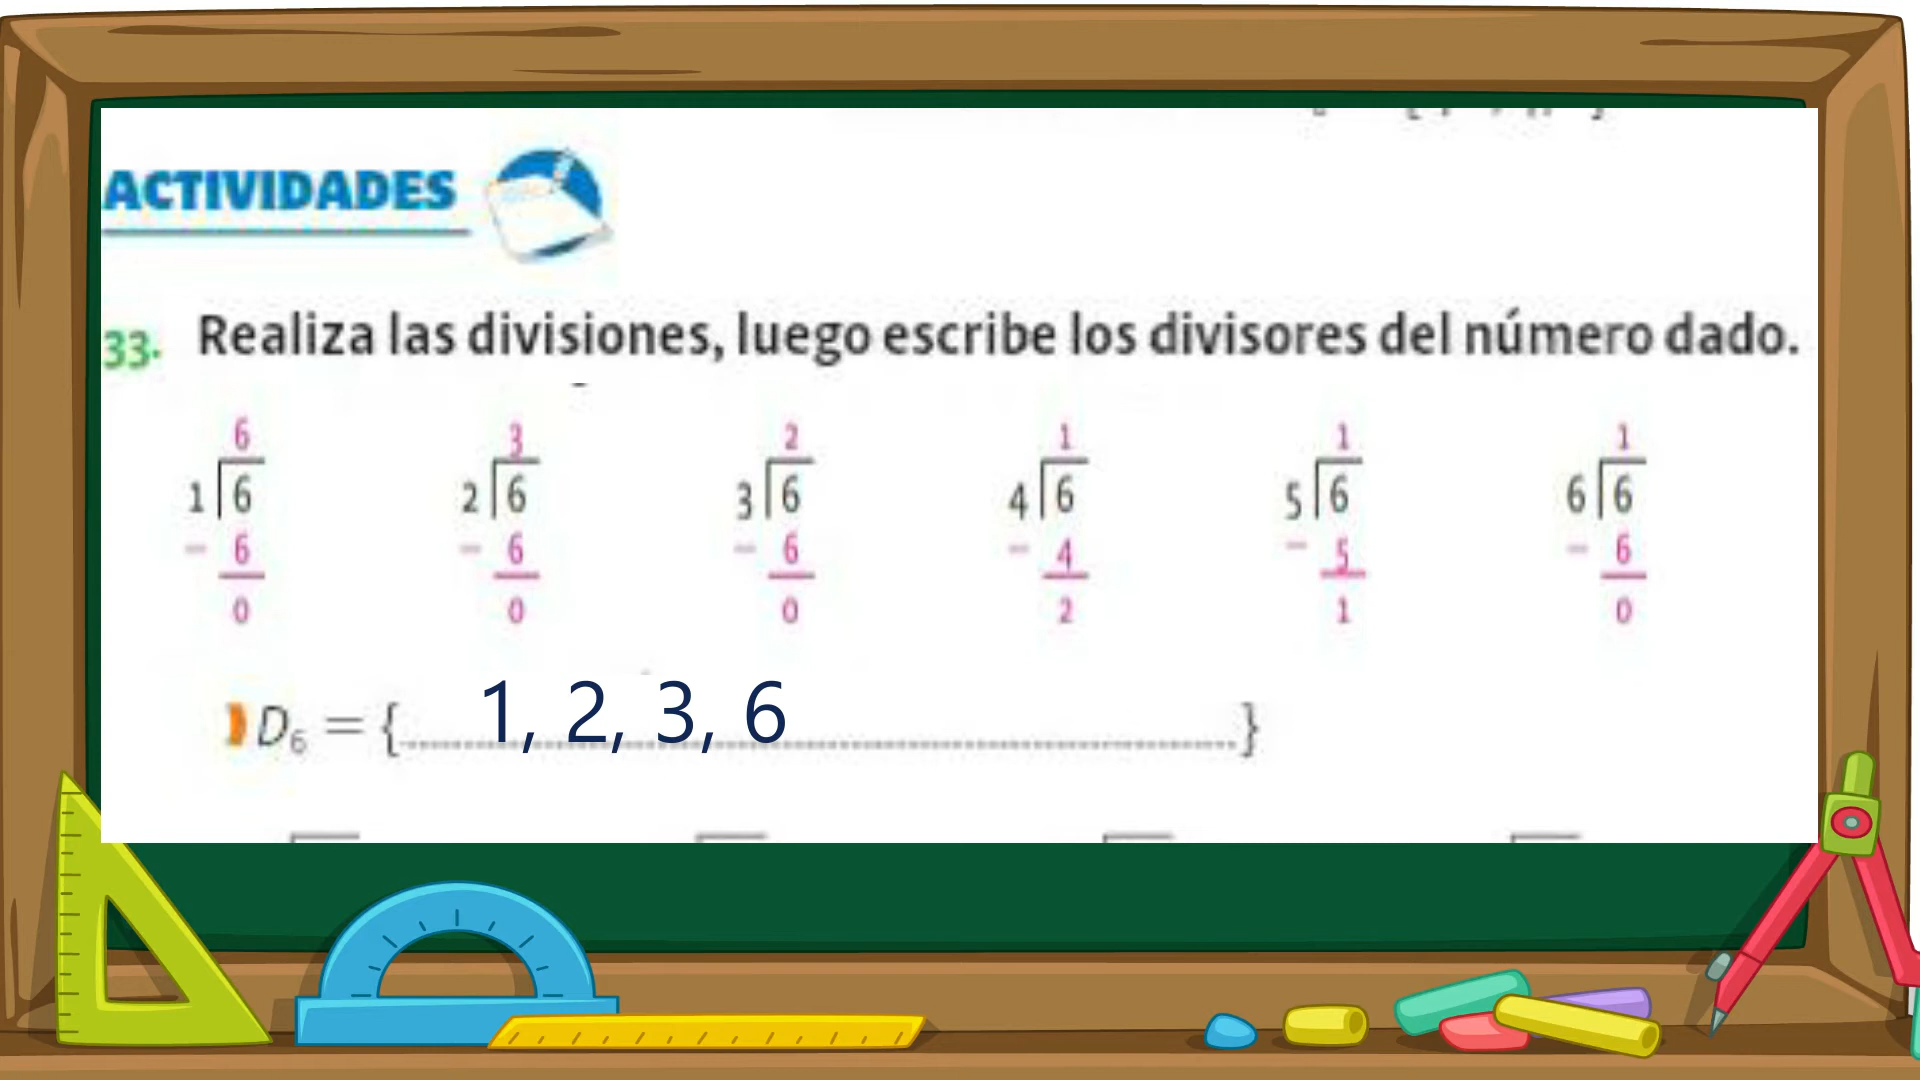 ACTIVIDADES
33. Realiza las divisiones, luego escribe los divisores del número dado.
6 3 2 1 1 1
1 6 2 6 3 6 4 6 5 6 6 6
- 6 - 6 - 6 - 4 - 5 - 6
0 0 0 2 1 0
D6 = {........ 1, 2, 3, 6 ........}